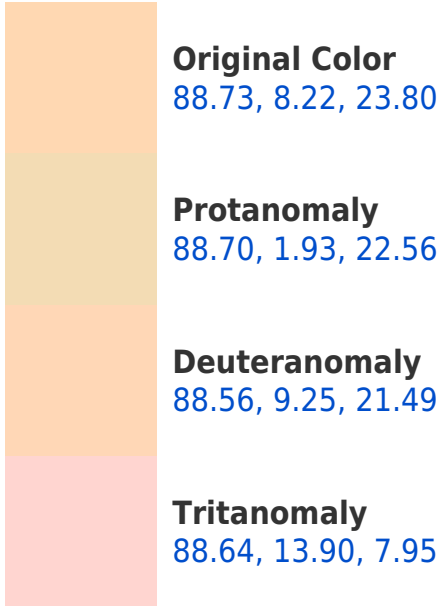 Original Color
88.73, 8.22, 23.80
Protanomaly
88.70, 1.93, 22.56
Deuteranomaly
88.56, 9.25, 21.49
Tritanomaly
88.64, 13.90, 7.95